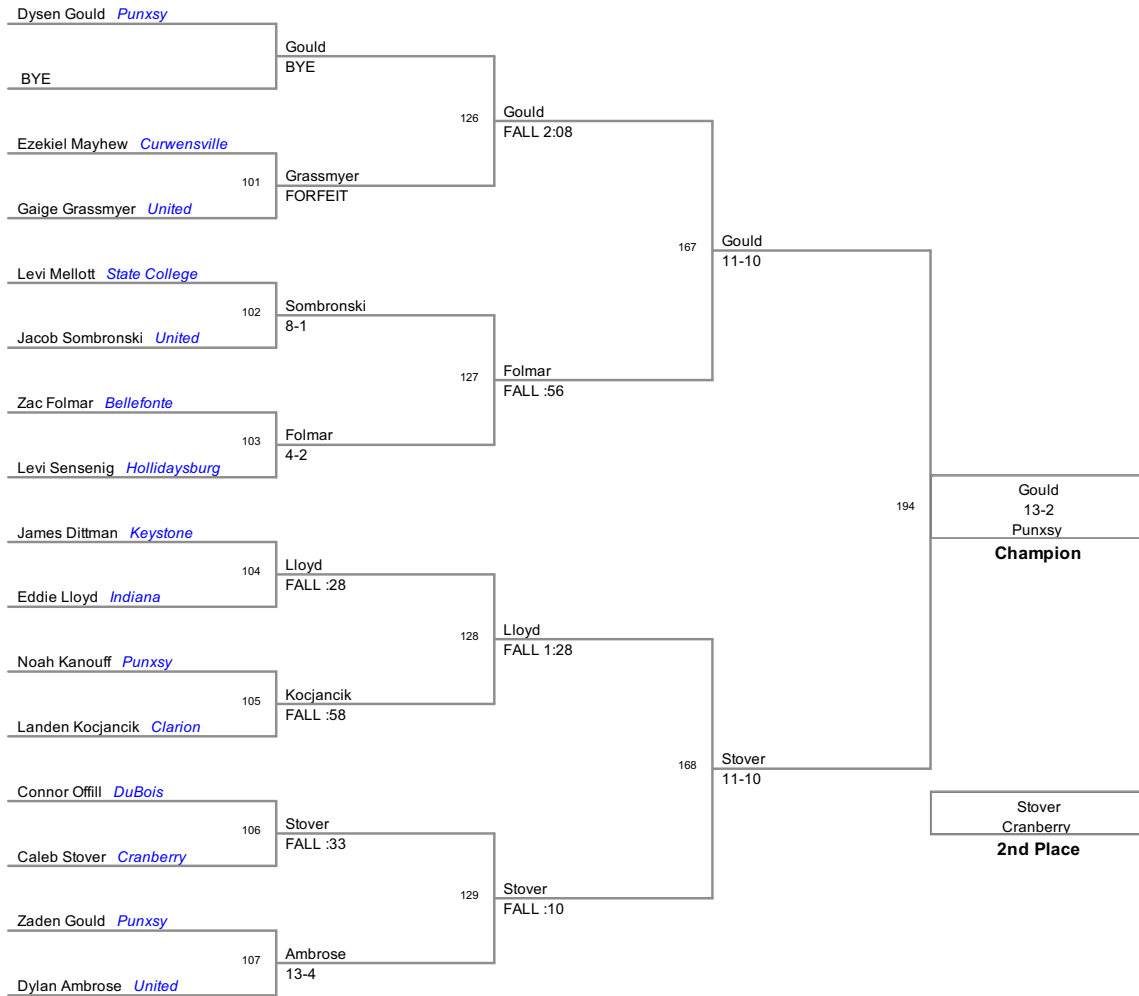 Dysen Gould Punxsy
BYE
Ezekiel Mayhew Curwensville
Gaige Grassmyer United
Levi Mellott State College
Jacob Sombronski United
Zac Folmar Bellefonte
Levi Sensenig Hollidaysburg
James Dittman Keystone
Eddie Lloyd Indiana
Noah Kanouff Punxsy
Landen Kocjancik Clarion
Connor Offill DuBois
Caleb Stover Cranberry
Zaden Gould Punxsy
Dylan Ambrose United
101
102
103
104
105
106
107
Gould
BYE
Grassmyer
FORFEIT
Sombronski
8-1
Folmar
4-2
Lloyd
FALL :28
Kocjancik
FALL :58
Stover
FALL :33
Ambrose
13-4
126
127
128
129
Gould
FALL 2:08
Folmar
FALL :56
Lloyd
FALL 1:28
Stover
FALL :10
167
168
Gould
11-10
Stover
11-10
194
Gould
13-2
Punxsy
Champion
Stover
Cranberry
2nd Place